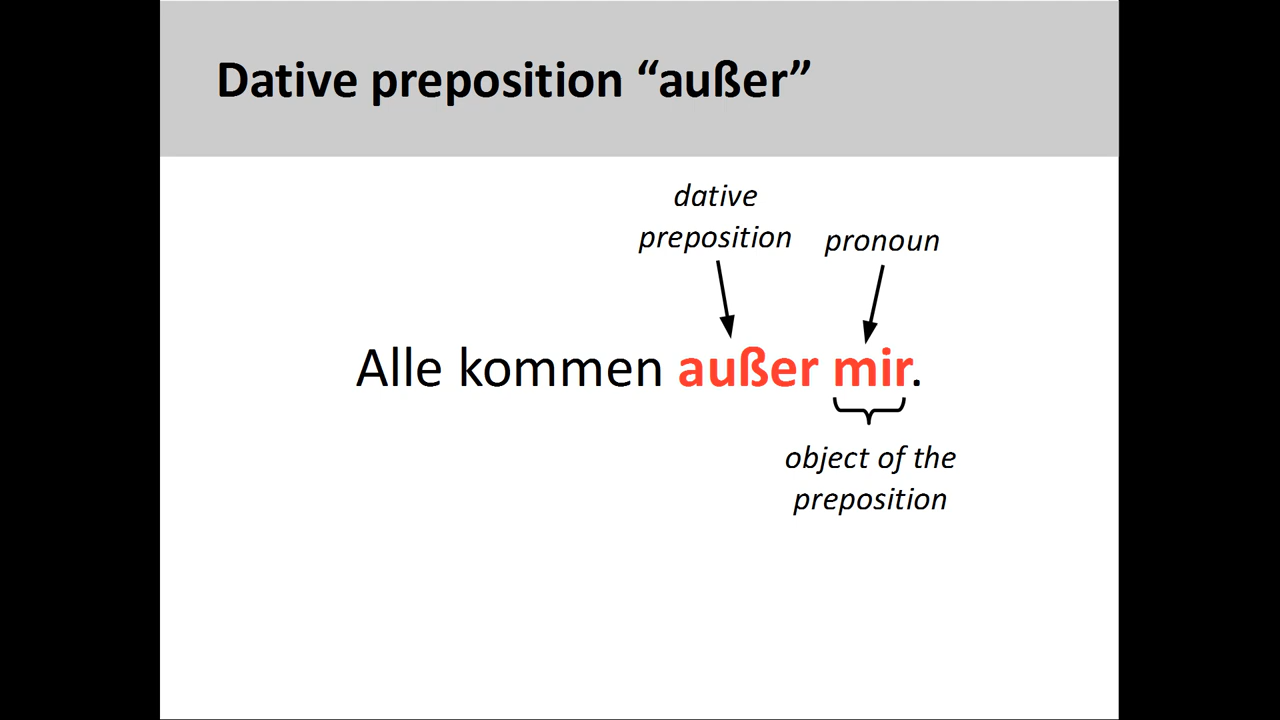 Dative preposition “außer”
dative
preposition
pronoun
Alle kommen außer mir.
object of the
preposition